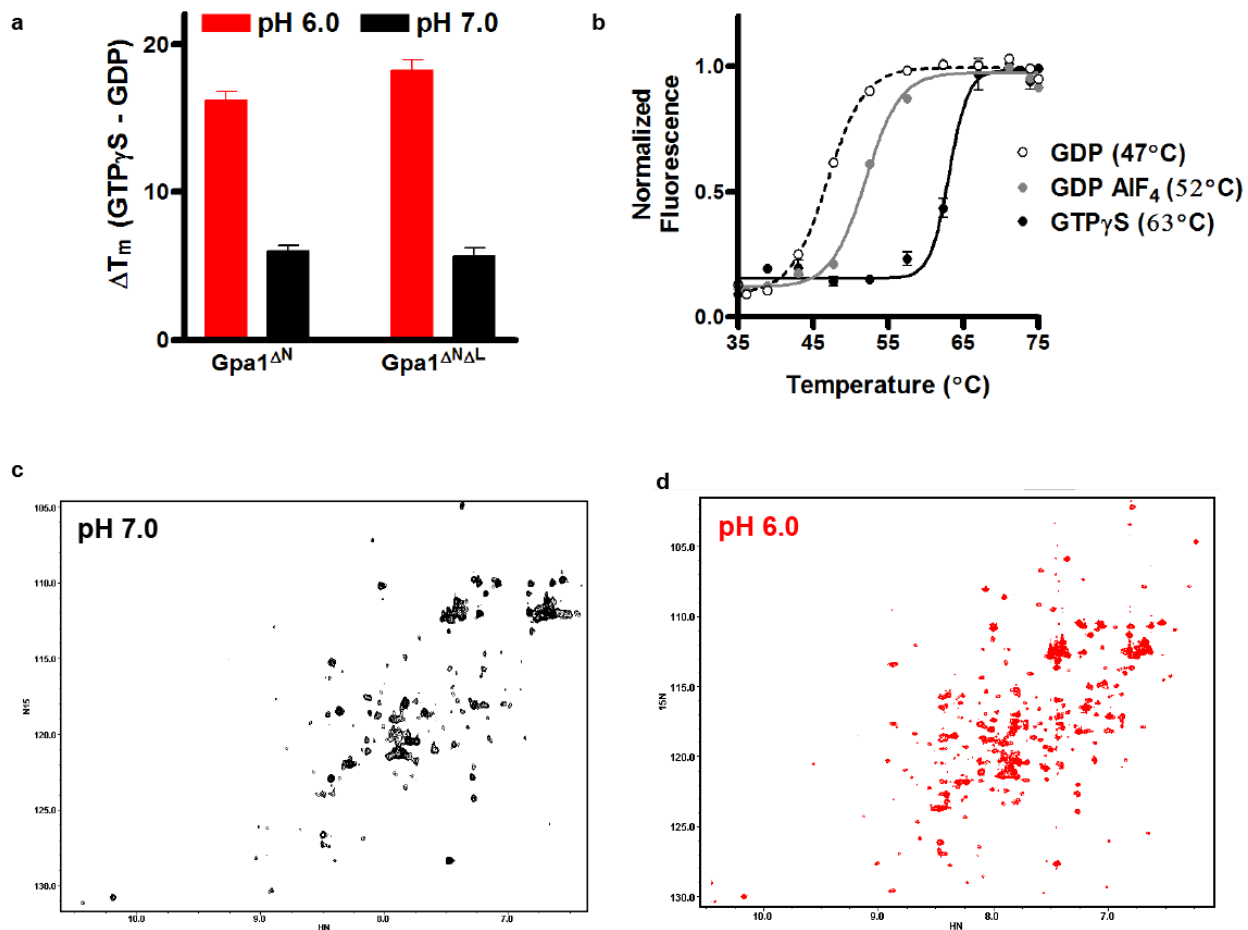 a
pH 6.0
pH 7.0
ΔTm (GTPγS - GDP)
20
10
0
Gpa1ΔN
Gpa1ΔNΔL
b
Normalized
Fluorescence
1.0
0.5
0.0
35
45
55
65
75
Temperature (°C)
GDP (47°C)
GDP AlF4 (52°C)
GTPγS (63°C)
c
pH 7.0
105.0
110.0
115.0
120.0
125.0
130.0
N15
10.0
9.0
8.0
7.0
HN
d
pH 6.0
105.0
110.0
115.0
120.0
125.0
130.0
15N
10.0
9.0
8.0
7.0
HN